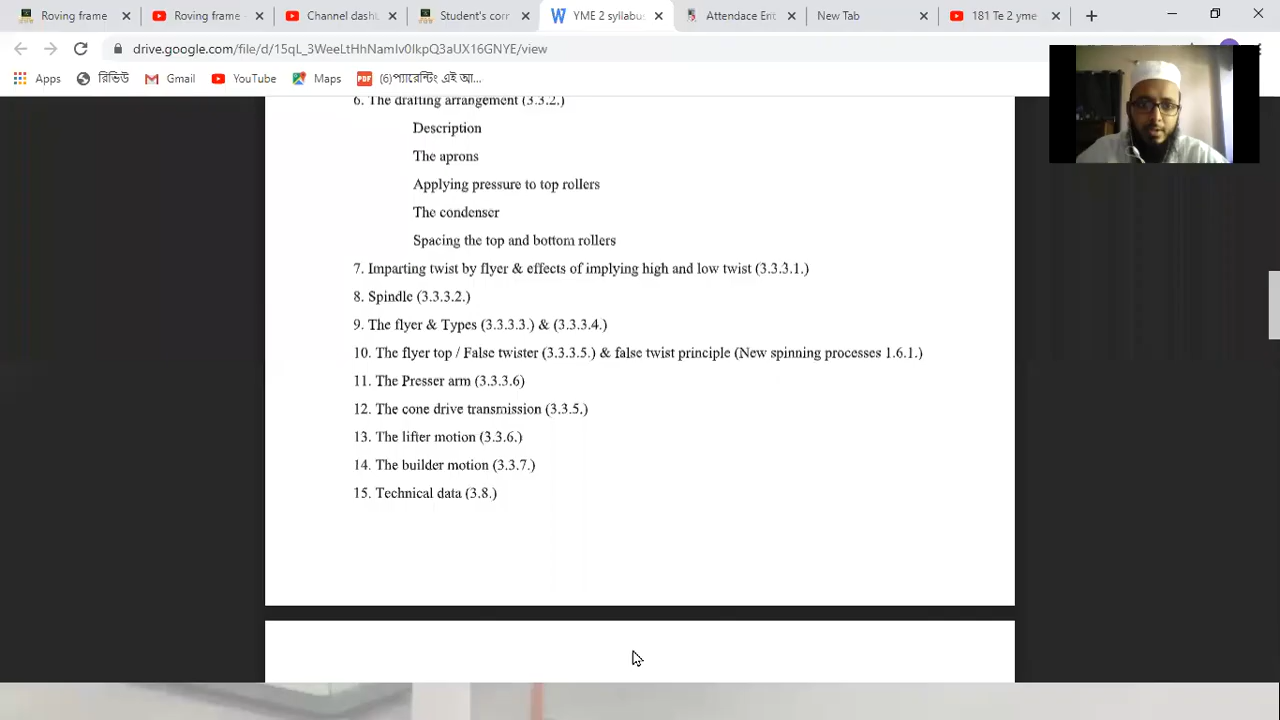 Roving frame
Roving frame -
Channel dash
Student's corr
YME 2 syllabu
Attendace Ent
New Tab
181 Te 2 yme
drive.google.com/file/d/15qL_3WeeLtHhNamIv0IkpQ3aUX16GNYE/view
Apps
রিভিউ
Gmail
YouTube
Maps
PDF
(6)প্যারেন্টিং এই আ...
6. The drafting arrangement (3.3.2.)
Description
The aprons
Applying pressure to top rollers
The condenser
Spacing the top and bottom rollers
7. Imparting twist by flyer & effects of implying high and low twist (3.3.3.1.)
8. Spindle (3.3.3.2.)
9. The flyer & Types (3.3.3.3.) & (3.3.3.4.)
10. The flyer top / False twister (3.3.3.5.) & false twist principle (New spinning processes 1.6.1.)
11. The Presser arm (3.3.3.6)
12. The cone drive transmission (3.3.5.)
13. The lifter motion (3.3.6.)
14. The builder motion (3.3.7.)
15. Technical data (3.8.)